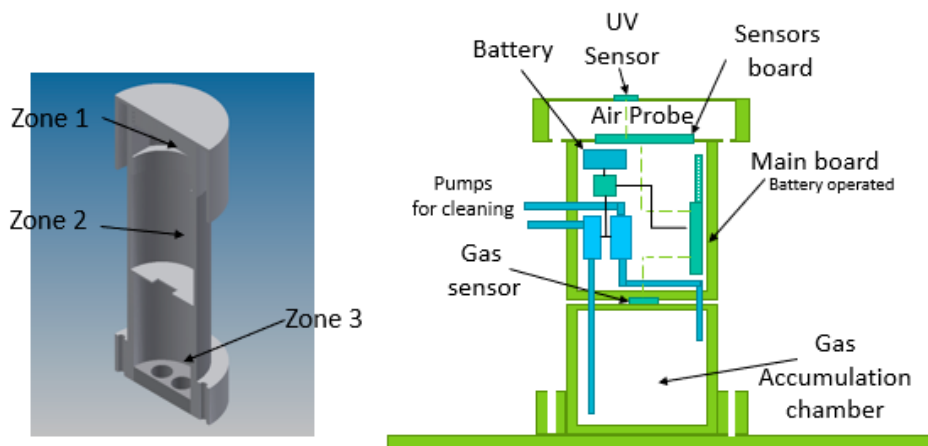 Zone 1
Zone 2
Zone 3
UV
Sensor
Battery
Sensors
board
Air Probe
Main board
Battery operated
Pumps
for cleaning
Gas
sensor
Gas
Accumulation
chamber